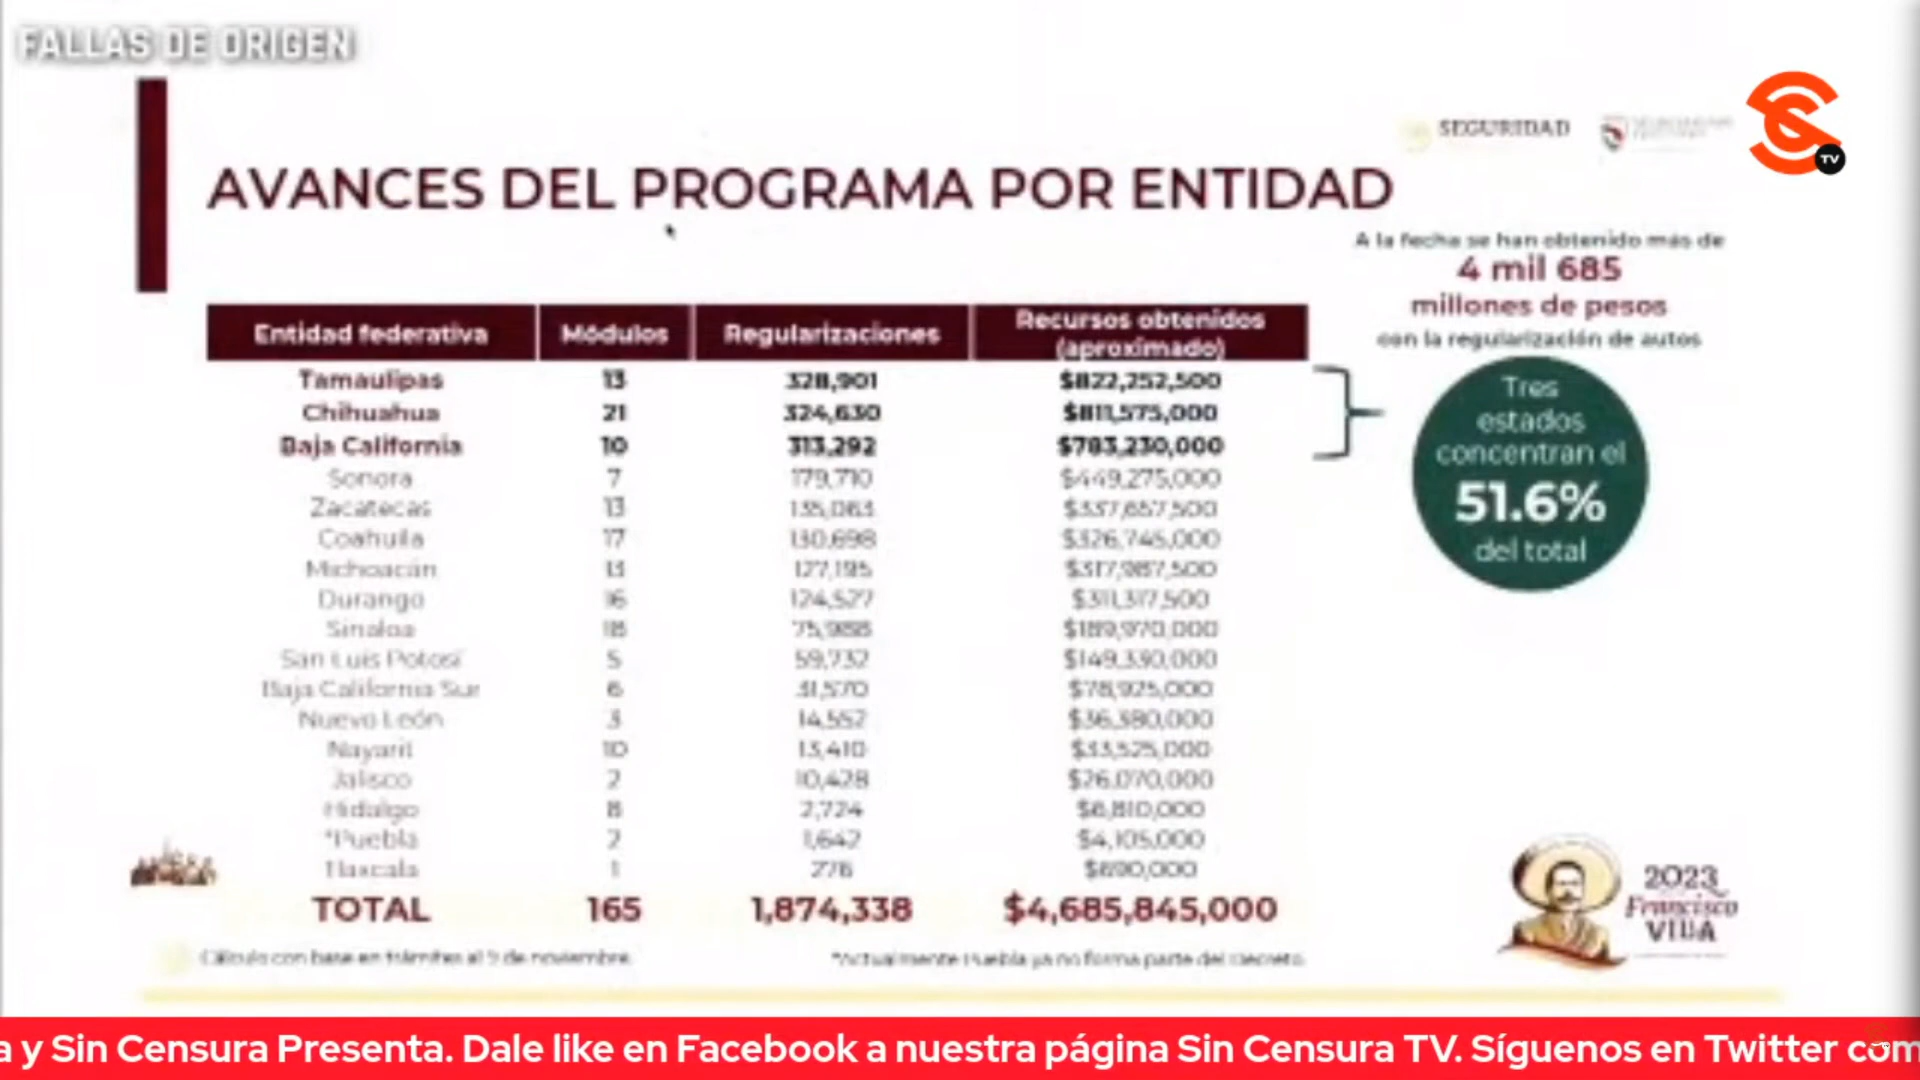 FALLAS DE ORIGEN
SEGURIDAD
TV
AVANCES DEL PROGRAMA POR ENTIDAD
A la fecha se han obtenido más de
4 mil 685
millones de pesos
con la regularización de autos
Entidad federativa Módulos Regularizaciones Recursos obtenidos (aproximado)
Tamaulipas 13 328,901 $822,252,500
Chihuahua 21 324,630 $811,575,000
Baja California 10 313,292 $783,230,000
Sonora 7 179,710 $449,275,000
Zacatecas 13 135,063 $337,657,500
Coahuila 17 130,698 $326,745,000
Michoacán 13 127,195 $317,987,500
Durango 16 124,527 $311,317,500
Sinaloa 18 75,988 $189,970,000
San Luis Potosí 5 59,732 $149,330,000
Baja California Sur 6 31,570 $78,925,000
Nuevo León 3 14,552 $36,380,000
Nayarit 10 13,410 $33,525,000
Jalisco 2 10,428 $26,070,000
Hidalgo 8 2,724 $6,810,000
*Puebla 2 1,642 $4,105,000
Tlaxcala 1 276 $690,000
TOTAL 165 1,874,338 $4,685,845,000
Tres
estados
concentran el
51.6%
del total
Cálculo con base en trámites al 9 de noviembre.
*Actualmente Puebla ya no forma parte del Decreto.
2023
Francisco
VILLA
a y Sin Censura Presenta. Dale like en Facebook a nuestra página Sin Censura TV. Síguenos en Twitter com